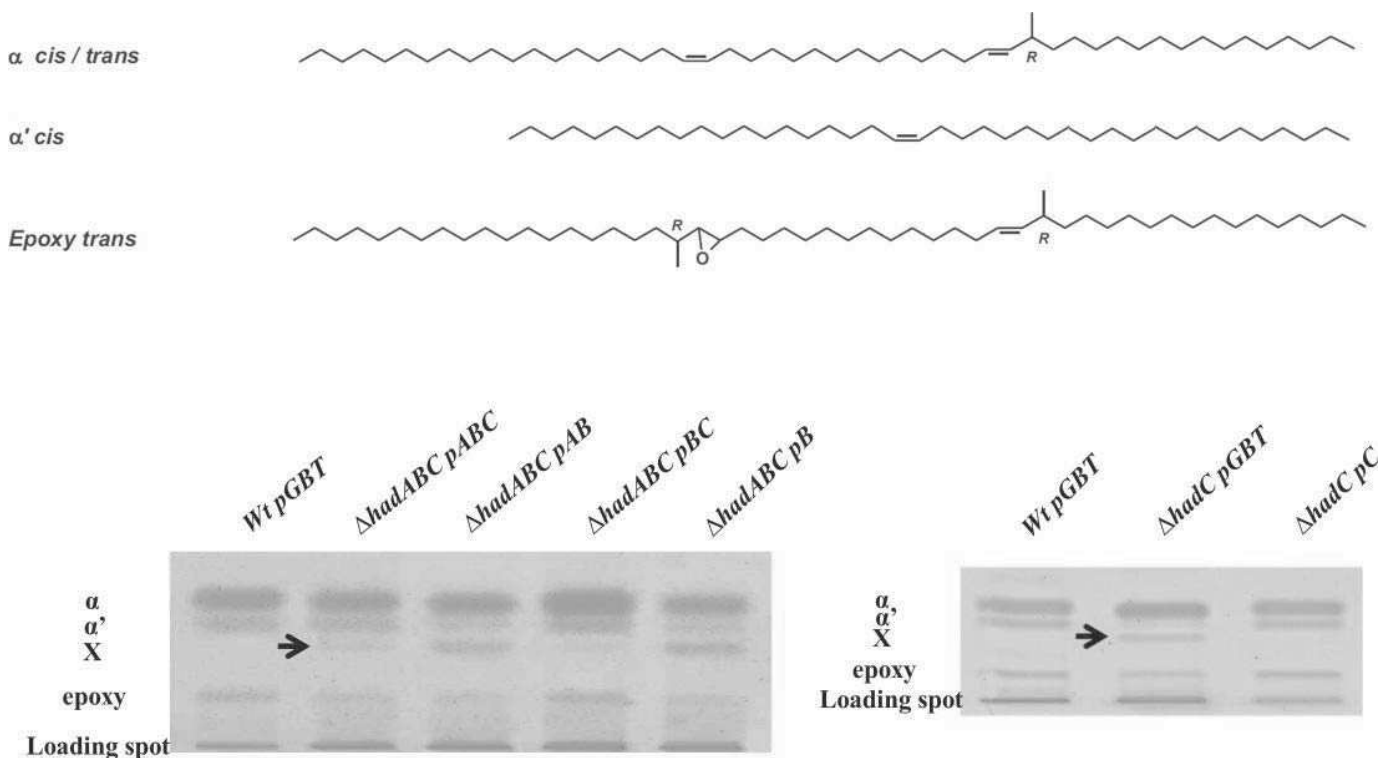 α cis / trans
R
α' cis
Epoxy trans
R
O
R
Wt pGBT
ΔhadABC pABC
ΔhadABC pAB
ΔhadABC pBC
ΔhadABC pB
α
α’
X
epoxy
Loading spot
Wt pGBT
ΔhadC pGBT
ΔhadC pC
α
α’
X
epoxy
Loading spot